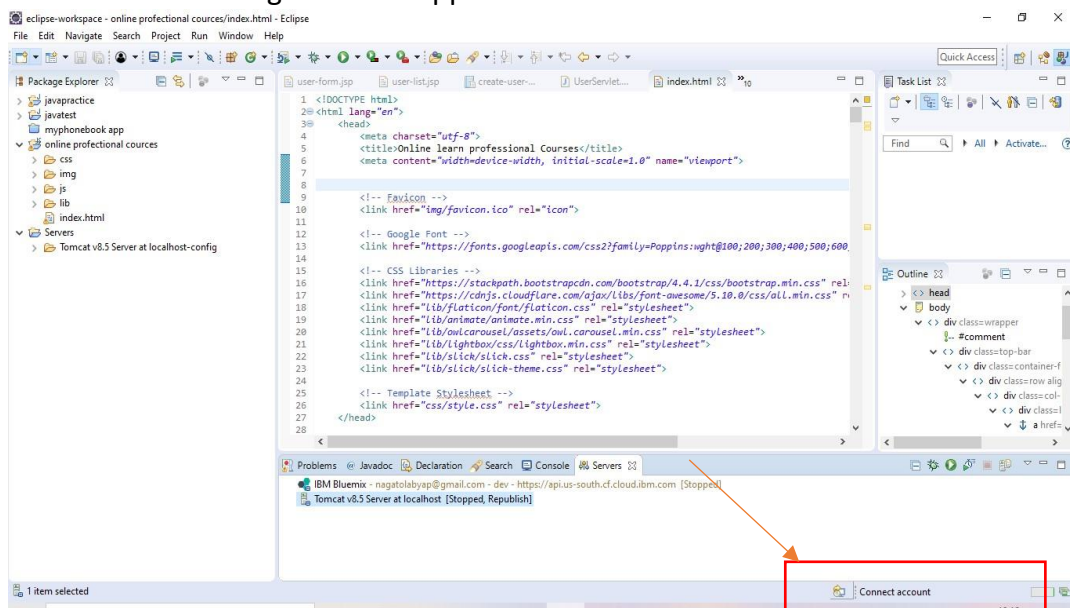 eclipse-workspace - online profectional cources/index.html - Eclipse
File Edit Navigate Search Project Run Window Help
Quick Access
Package Explorer
javapractice
javatest
myphonebook app
online profectional cources
css
img
js
lib
index.html
Servers
Tomcat v8.5 Server at localhost-config
user-form.jsp user-list.jsp create-user-... UserServlet.... index.html 10
1 <!DOCTYPE html>
2 <html lang="en">
3 <head>
4 <meta charset="utf-8">
5 <title>Online learn professional Courses</title>
6 <meta content="width=device-width, initial-scale=1.0" name="viewport">
7
8
9 <!-- Favicon -->
10 <link href="img/favicon.ico" rel="icon">
11
12 <!-- Google Font -->
13 <link href="https://fonts.googleapis.com/css2?family=Poppins:wght@100;200;300;400;500;600
14
15 <!-- CSS Libraries -->
16 <link href="https://stackpath.bootstrapcdn.com/bootstrap/4.4.1/css/bootstrap.min.css" rel
17 <link href="https://cdnjs.cloudflare.com/ajax/libs/font-awesome/5.10.0/css/all.min.css" r
18 <link href="lib/flaticon/font/flaticon.css" rel="stylesheet">
19 <link href="lib/animate/animate.min.css" rel="stylesheet">
20 <link href="lib/owlcarousel/assets/owl.carousel.min.css" rel="stylesheet">
21 <link href="lib/lightbox/css/lightbox.min.css" rel="stylesheet">
22 <link href="lib/slick/slick.css" rel="stylesheet">
23 <link href="lib/slick/slick-theme.css" rel="stylesheet">
24
25 <!-- Template Stylesheet -->
26 <link href="css/style.css" rel="stylesheet">
27 </head>
28
Task List
Find All Activate...
Outline
head
body
div class=wrapper
#comment
div class=top-bar
div class=container-f
div class=row alig
div class=col-
div class=l
a href=
Problems Javadoc Declaration Search Console Servers
IBM Bluemix - nagatolabyap@gmail.com - dev - https://api.us-south.cf.cloud.ibm.com [Stopped]
Tomcat v8.5 Server at localhost [Stopped, Republish]
1 item selected
Connect account